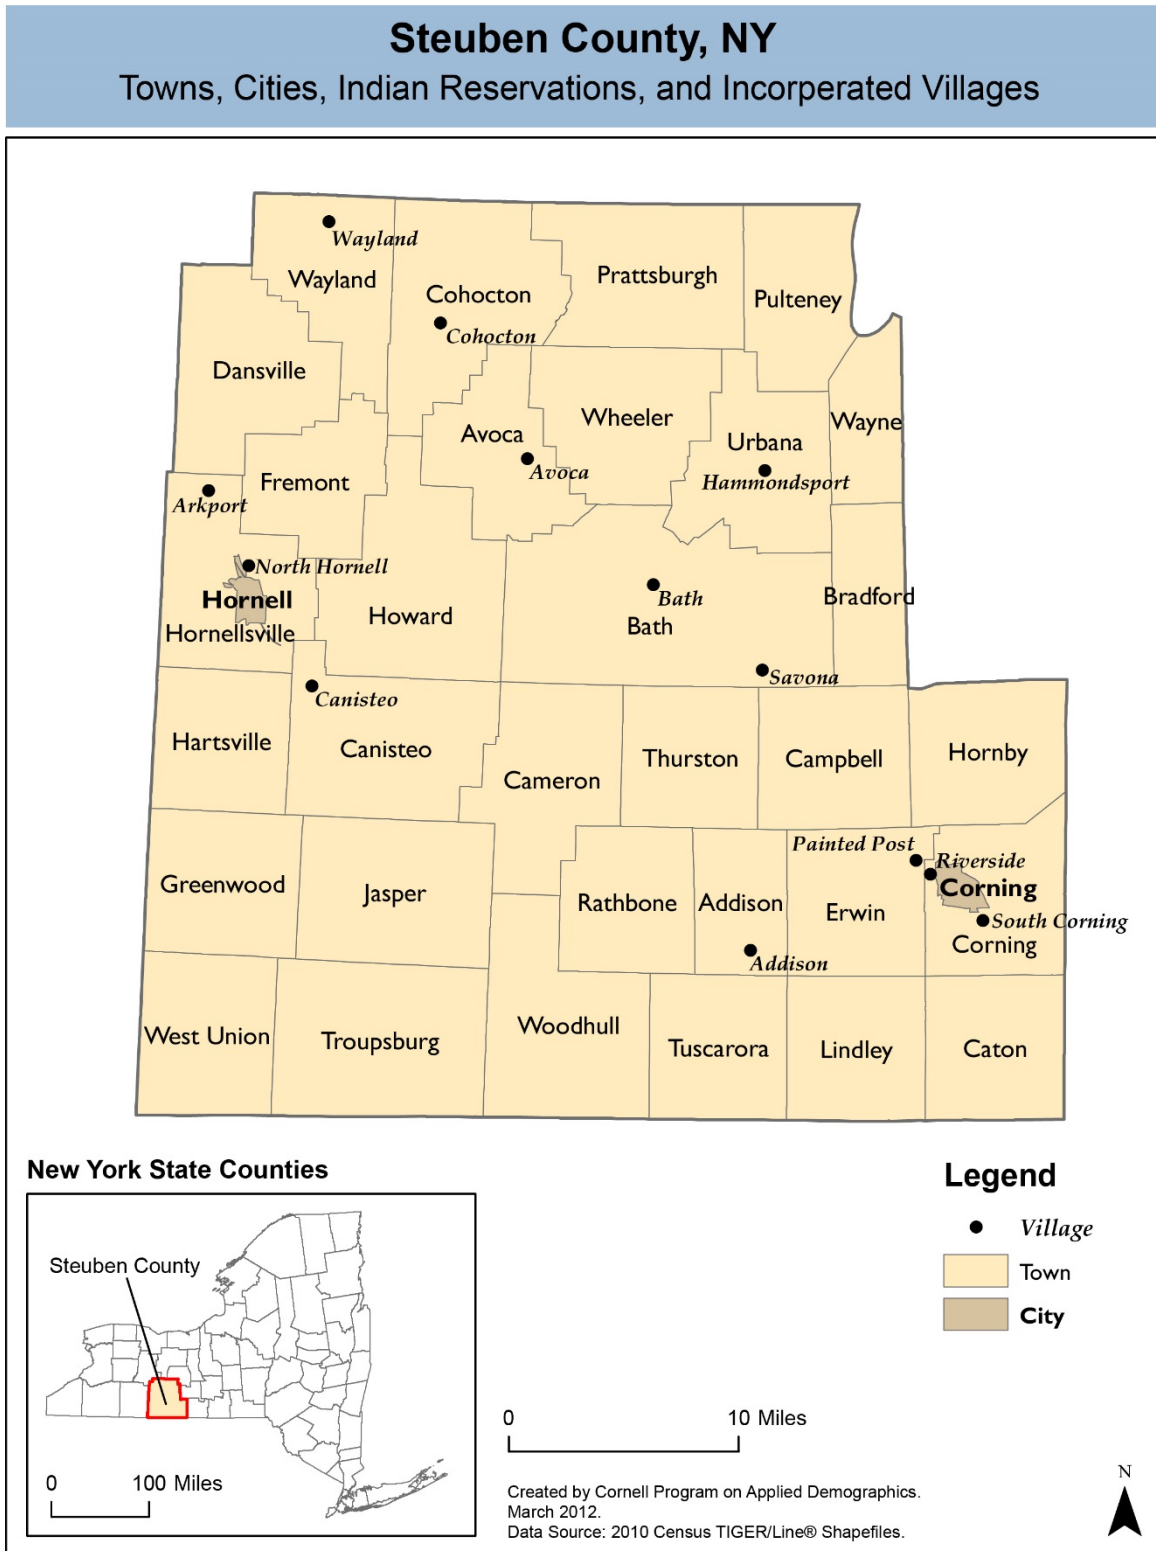 Steuben County, NY
Towns, Cities, Indian Reservations, and Incorperated Villages
Wayland
Wayland
Cohocton
Cohocton
Prattsburgh
Pulteney
Dansville
Avoca
Avoca
Wheeler
Urbana
Hammondsport
Wayne
Fremont
Arkport
North Hornell
Hornell
Hornellsville
Howard
Bath
Bath
Bradford
Savona
Canisteo
Canisteo
Hartsville
Cameron
Thurston
Campbell
Hornby
Painted Post
Riverside
Corning
South Corning
Corning
Greenwood
Jasper
Rathbone
Addison
Addison
Erwin
West Union
Troupsburg
Woodhull
Tuscarora
Lindley
Caton
New York State Counties
Steuben County
0 100 Miles
Legend
Village
Town
City
0 10 Miles
Created by Cornell Program on Applied Demographics.
March 2012.
Data Source: 2010 Census TIGER/Line® Shapefiles.
N